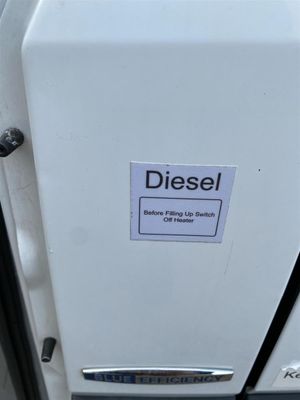 Diesel
Before Filling Up Switch
Off Heater
BLUE EFFICIENCY